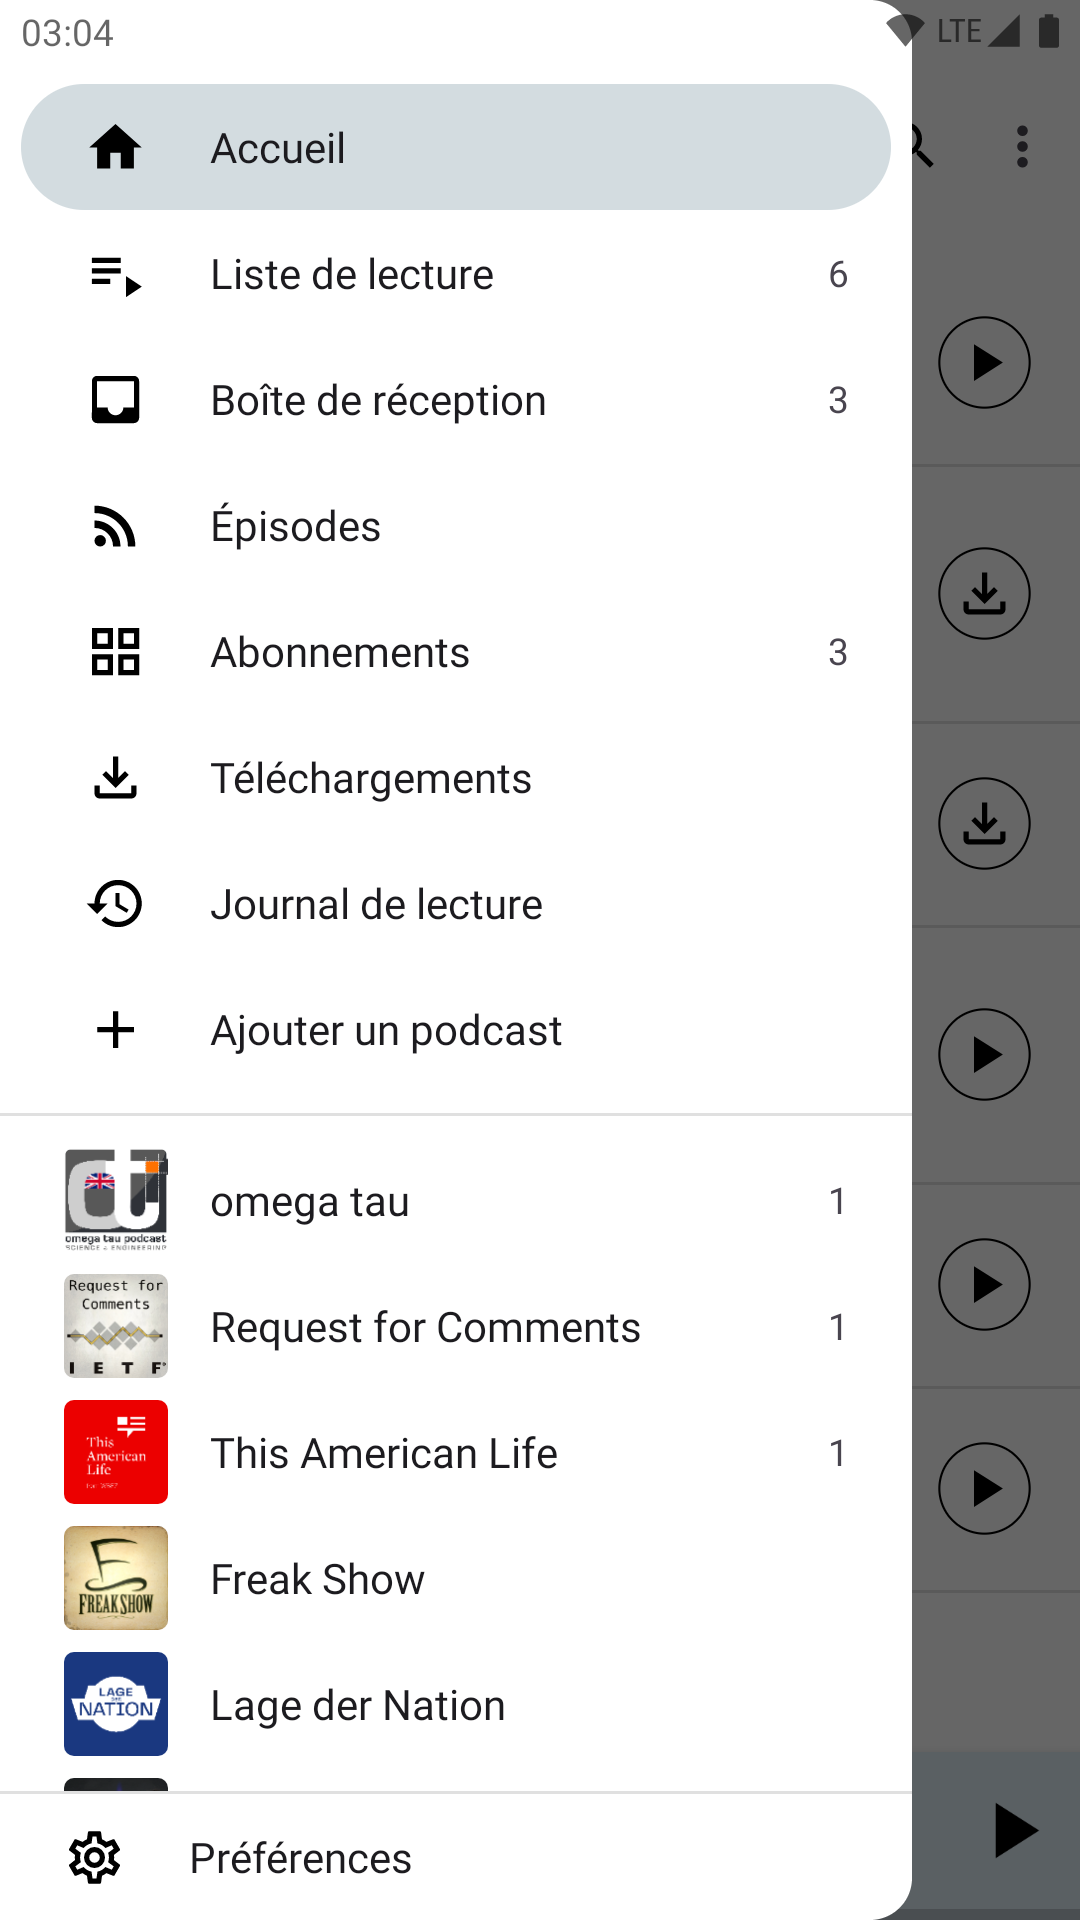 03:04
LTE
Accueil
Liste de lecture 6
Boîte de réception 3
Épisodes
Abonnements 3
Téléchargements
Journal de lecture
Ajouter un podcast
omega tau podcast
SCIENCE & ENGINEERING
omega tau 1
Request for
Comments
I E T F
Request for Comments 1
This
American
Life
This American Life 1
FREAK SHOW
Freak Show
LAGE
DER
NATION
Lage der Nation
Préférences